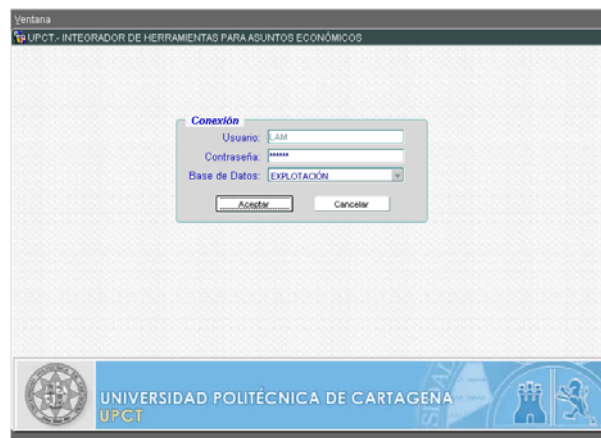 Ventana
UPCT.- INTEGRADOR DE HERRAMIENTAS PARA ASUNTOS ECONÓMICOS
Conexión
Usuario: LAM
Contraseña: ******
Base de Datos: EXPLOTACIÓN
Aceptar Cancelar
UNIVERSIDAD POLITÉCNICA DE CARTAGENA
UPCT